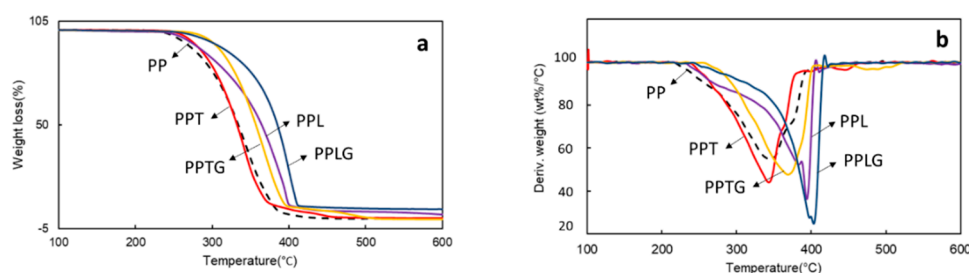 105
a
PP
PPT
PPL
PPTG
PPLG
50
-5
Weight loss(%)
100
200
300
400
500
600
Temperature(°C)
100
b
PP
80
PPT
PPL
PPTG
PPLG
60
40
20
Deriv. weight (wt%/°C)
100
200
300
400
500
600
Temperature(°C)